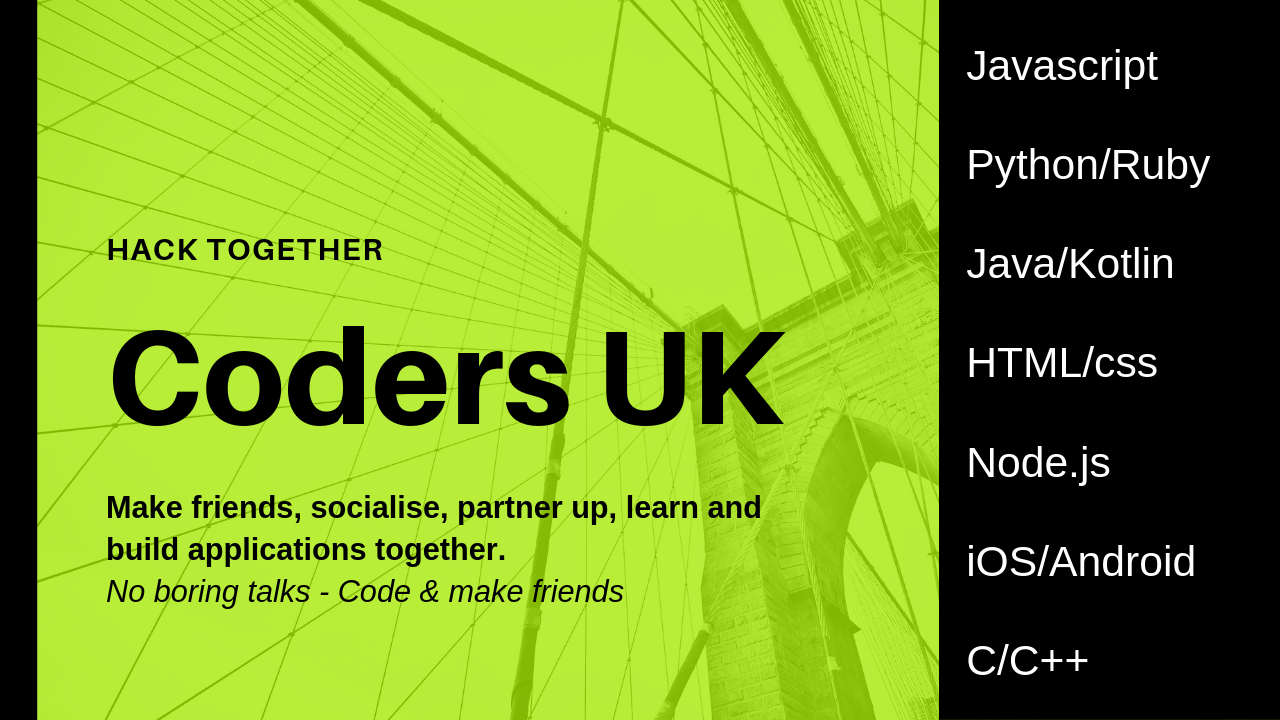 HACK TOGETHER
Coders UK
Make friends, socialise, partner up, learn and
build applications together.
No boring talks - Code & make friends
Javascript
Python/Ruby
Java/Kotlin
HTML/css
Node.js
iOS/Android
C/C++